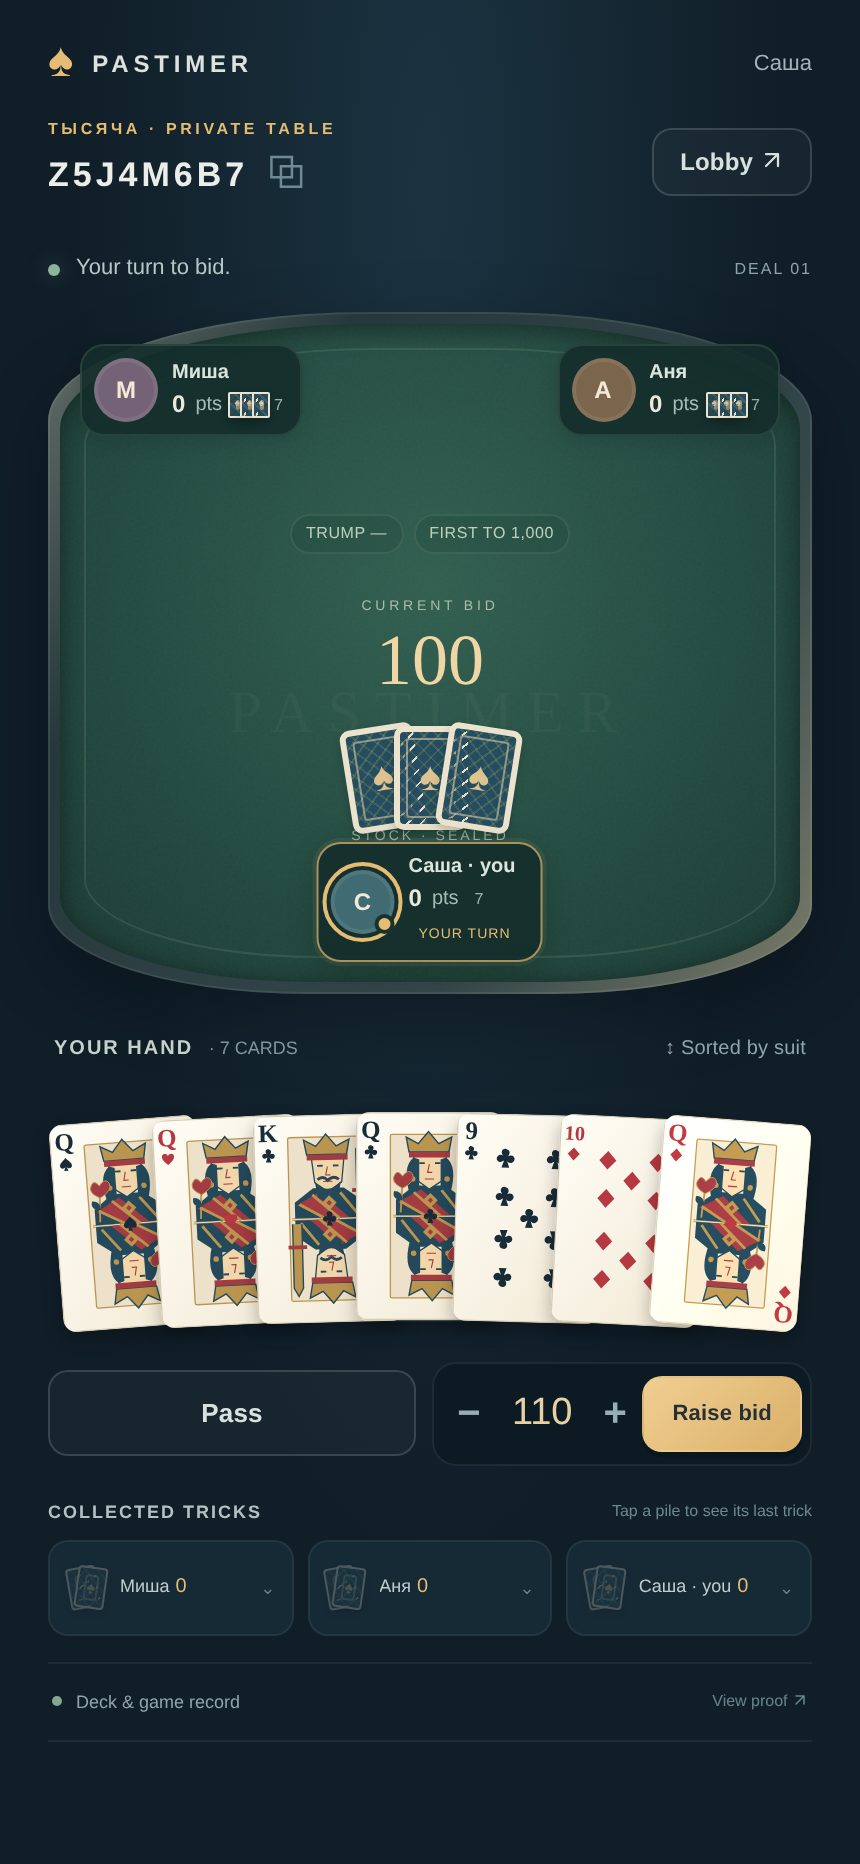 PASTIMER
Саша
ТЫСЯЧА · PRIVATE TABLE
Z5J4M6B7
Lobby
Your turn to bid.
DEAL 01
М
Миша
0 pts 7
А
Аня
0 pts 7
TRUMP —
FIRST TO 1,000
CURRENT BID
100
PASTIMER
STOCK · SEALED
С
Саша · you
0 pts 7
YOUR TURN
YOUR HAND · 7 CARDS
↕ Sorted by suit
Q
Q
K
Q
9
10
Q
Q
Pass
− 110 +
Raise bid
COLLECTED TRICKS
Tap a pile to see its last trick
Миша 0
Аня 0
Саша · you 0
Deck & game record
View proof